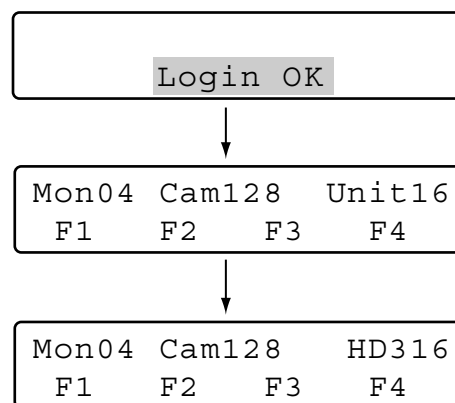 Login OK
Mon04 Cam128 Unit16
F1 F2 F3 F4
Mon04 Cam128 HD316
F1 F2 F3 F4